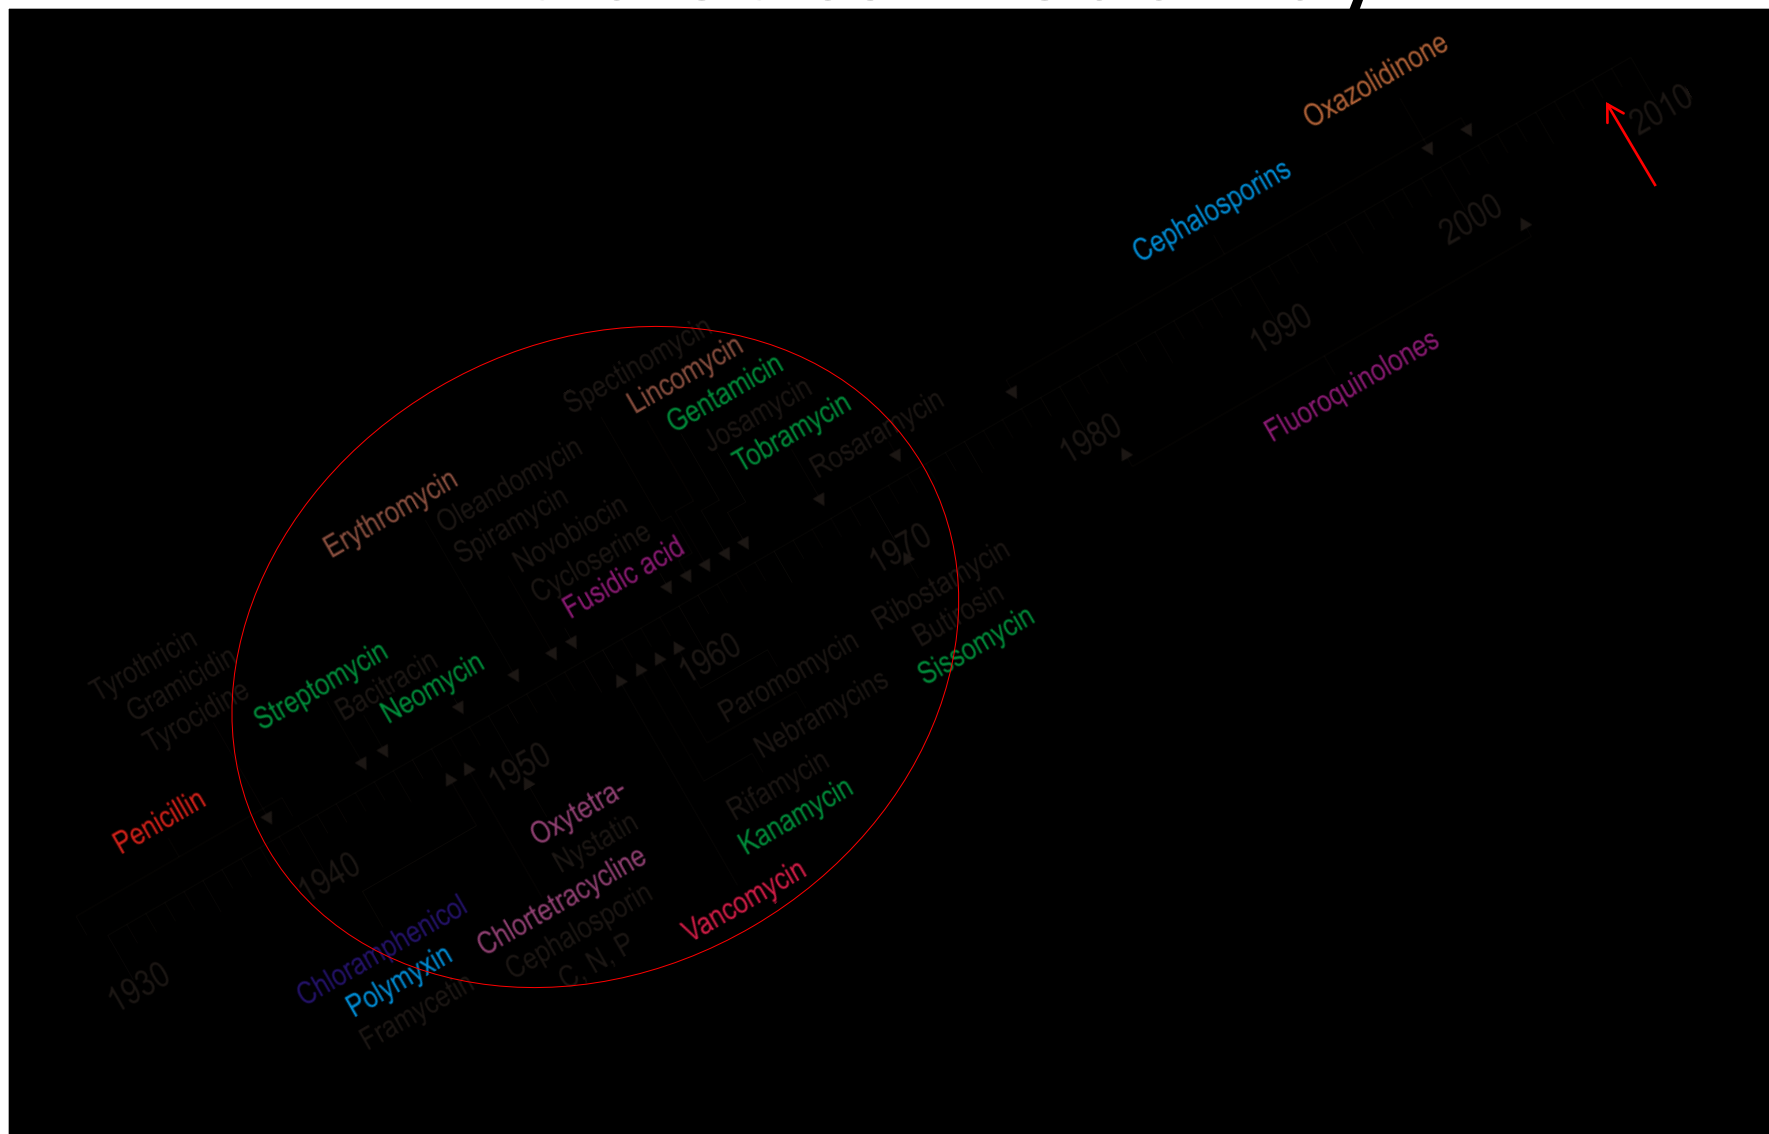 Oxazolidinone
2010
Cephalosporins
2000
1990
Fluoroquinolones
1980
Spectinomycin
Lincomycin
Gentamicin
Josamycin
Tobramycin
Rosaramycin
Erythromycin
Oleandomycin
Spiramycin
Novobiocin
Cycloserine
Fusidic acid
1970
Ribostamycin
Butirosin
Sissomycin
Tyrothricin
Gramicidin
Tyrocidine
Streptomycin
Bacitracin
Neomycin
1960
Paromomycin
Nebramycins
Rifamycin
Kanamycin
Vancomycin
Penicillin
1950
Oxytetra-
Nystatin
Chlortetracycline
Cephalosporin
C, N, P
1940
Chloramphenicol
Polymyxin
Framycetin
1930